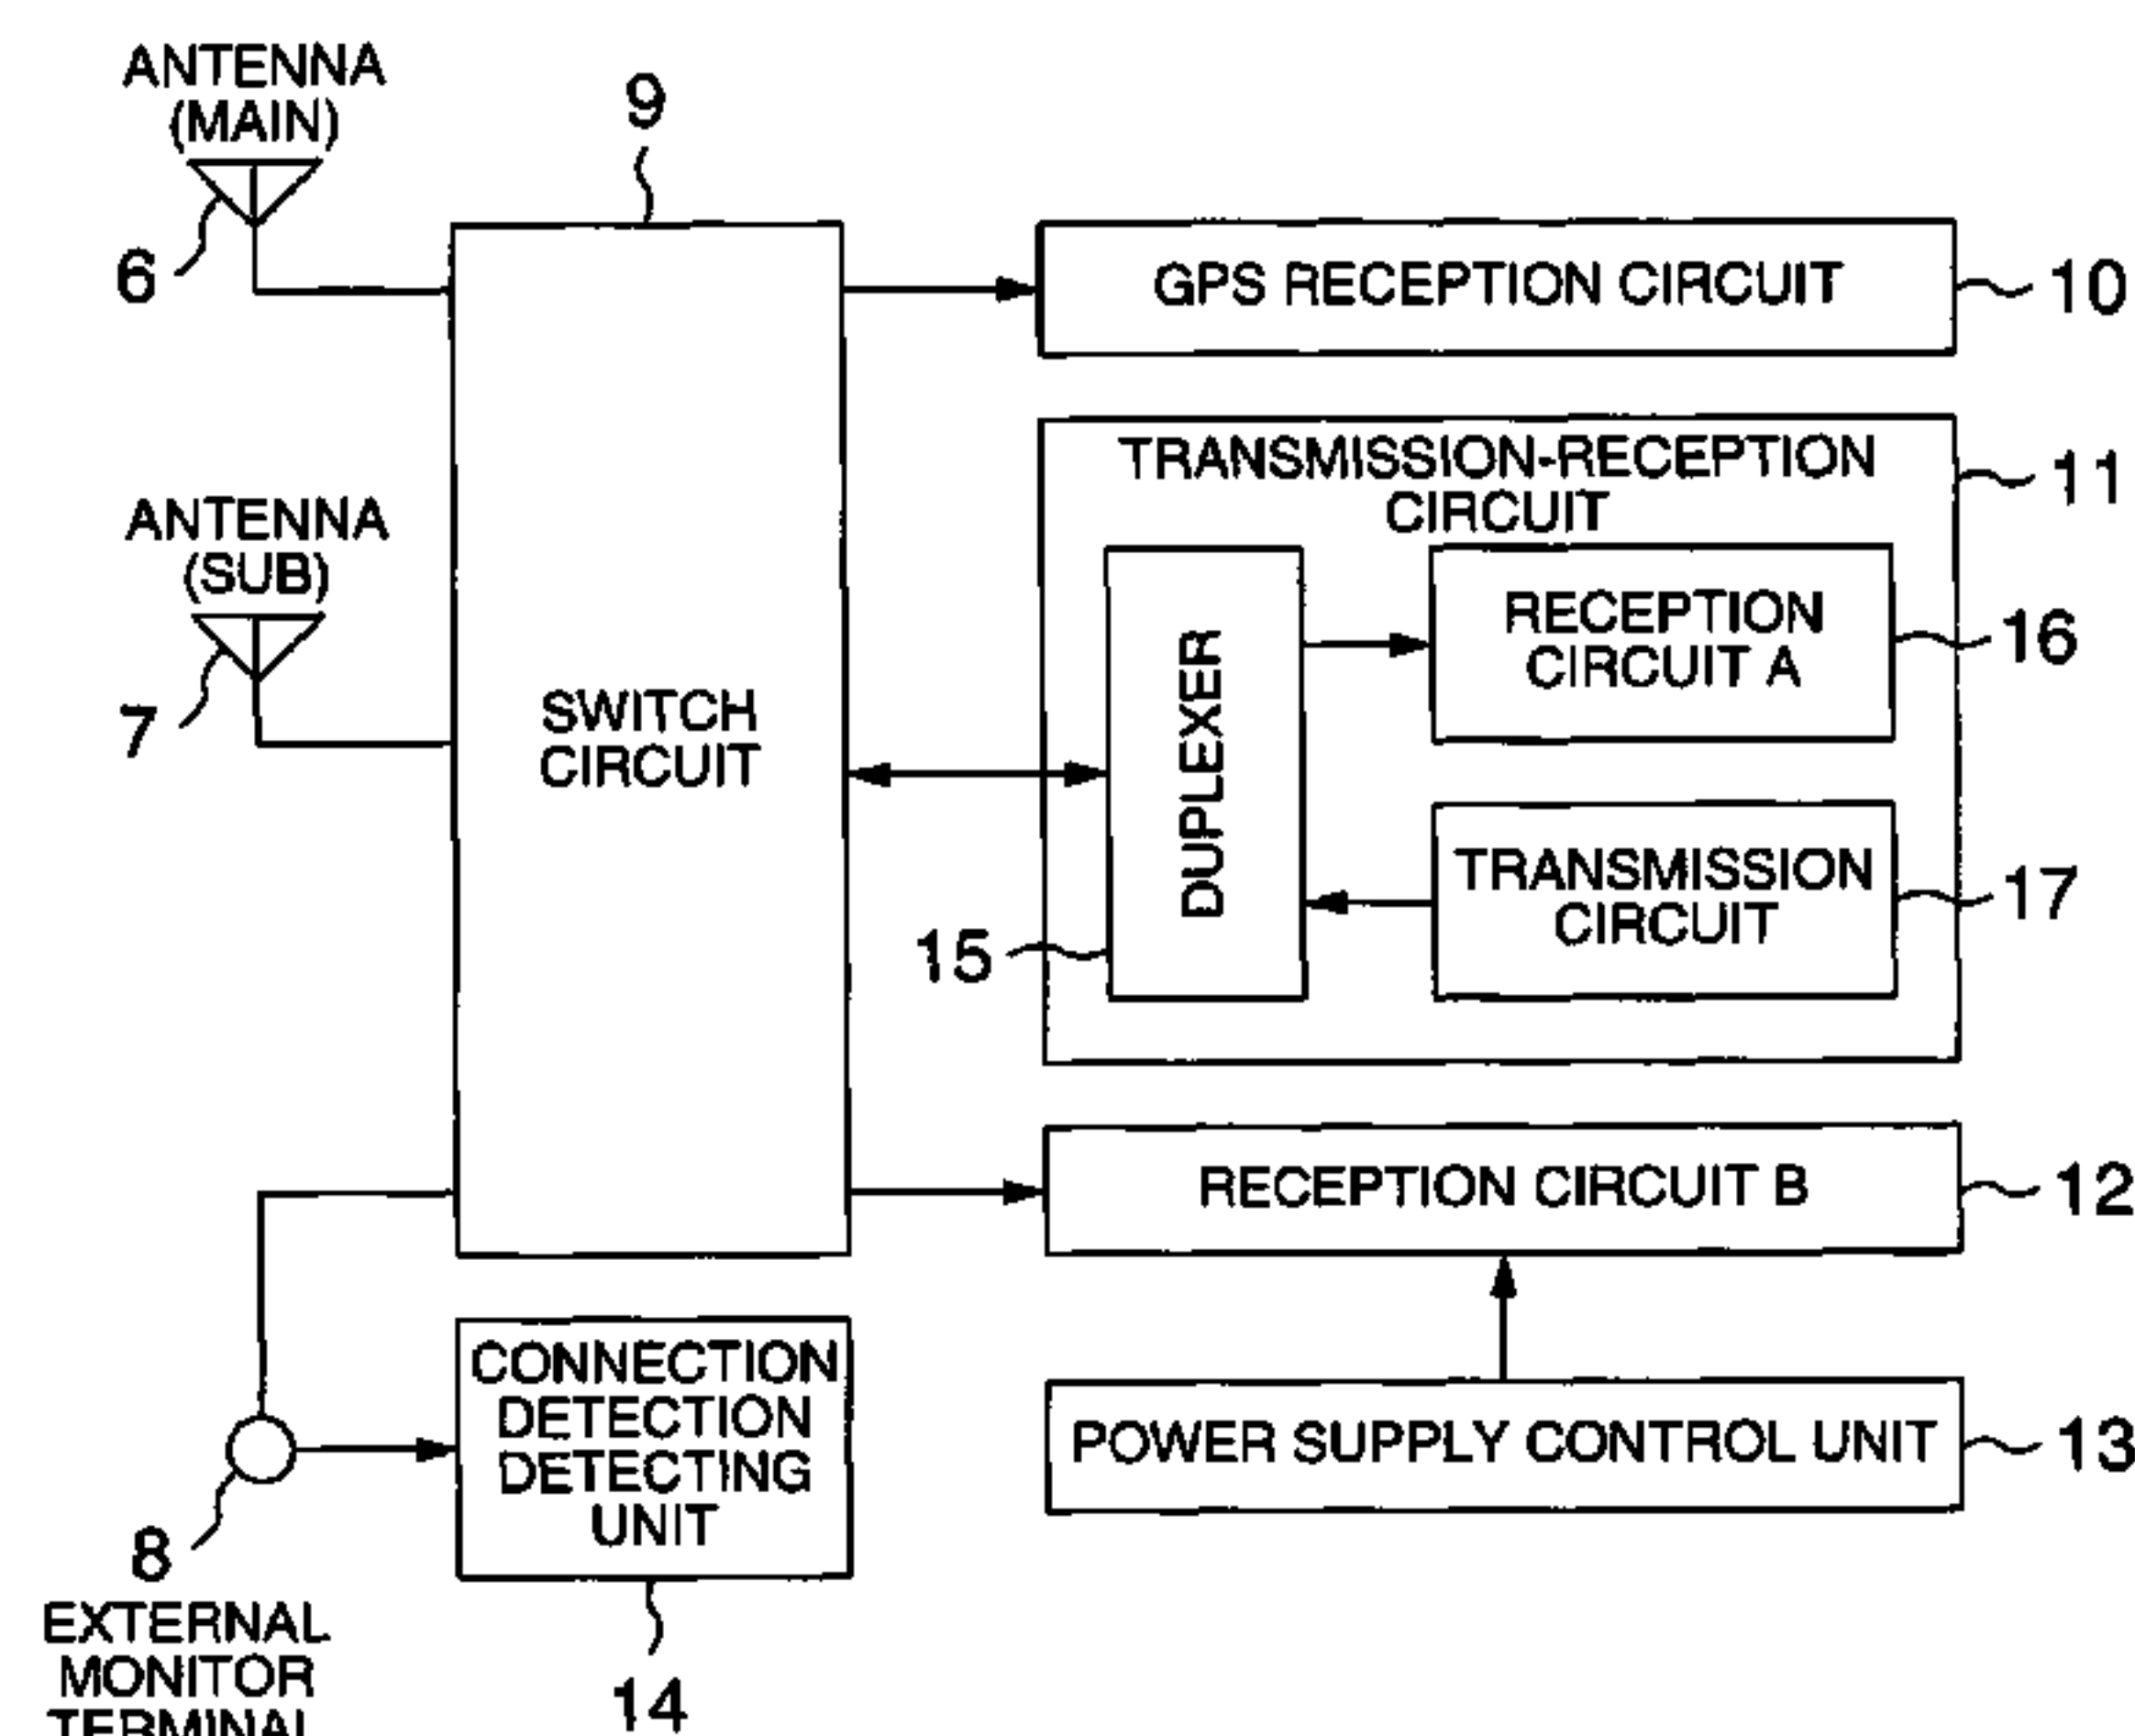 ANTENNA
(MAIN)
6
9
GPS RECEPTION CIRCUIT
10
TRANSMISSION-RECEPTION
CIRCUIT
11
ANTENNA
(SUB)
7
SWITCH
CIRCUIT
DUPLEXER
15
RECEPTION
CIRCUIT A
16
TRANSMISSION
CIRCUIT
17
RECEPTION CIRCUIT B
12
POWER SUPPLY CONTROL UNIT
13
CONNECTION
DETECTION
DETECTING
UNIT
14
8
EXTERNAL
MONITOR
TERMINAL